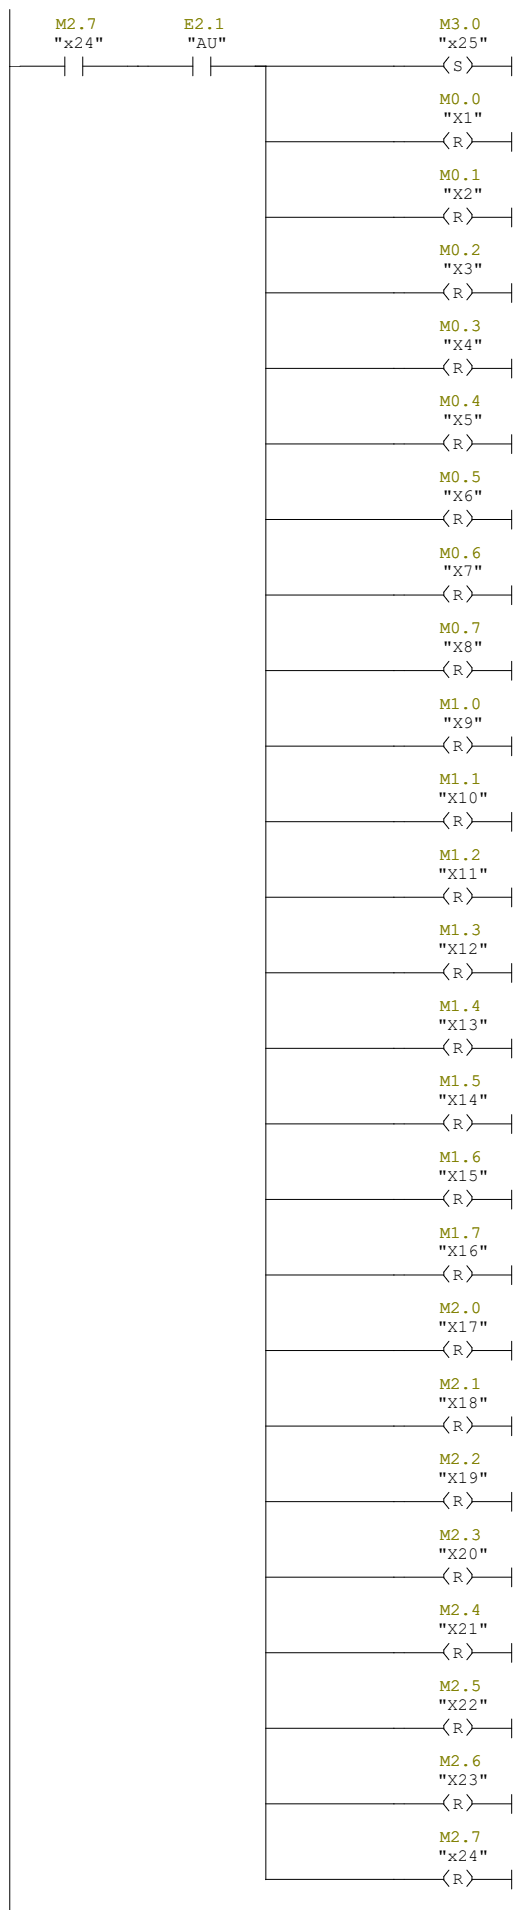 M2.7 E2.1 M3.0
"x24" "AU" "x25"
S
M0.0
"X1"
R
M0.1
"X2"
R
M0.2
"X3"
R
M0.3
"X4"
R
M0.4
"X5"
R
M0.5
"X6"
R
M0.6
"X7"
R
M0.7
"X8"
R
M1.0
"X9"
R
M1.1
"X10"
R
M1.2
"X11"
R
M1.3
"X12"
R
M1.4
"X13"
R
M1.5
"X14"
R
M1.6
"X15"
R
M1.7
"X16"
R
M2.0
"X17"
R
M2.1
"X18"
R
M2.2
"X19"
R
M2.3
"X20"
R
M2.4
"X21"
R
M2.5
"X22"
R
M2.6
"X23"
R
M2.7
"x24"
R